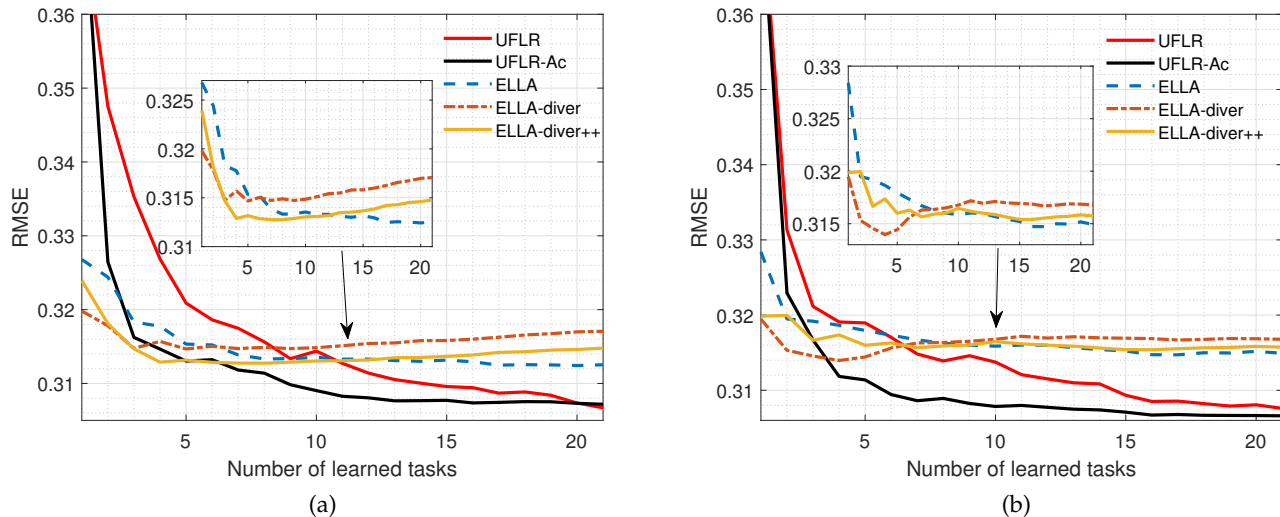 0.36
0.35
0.34
0.33
0.32
0.31
RMSE
5 10 15 20
Number of learned tasks
UFLR
UFLR-Ac
ELLA
ELLA-diver
ELLA-diver++
0.325
0.32
0.315
0.31
5 10 15 20
(a)
0.36
0.35
0.34
0.33
0.32
0.31
RMSE
5 10 15 20
Number of learned tasks
UFLR
UFLR-Ac
ELLA
ELLA-diver
ELLA-diver++
0.33
0.325
0.32
0.315
5 10 15 20
(b)